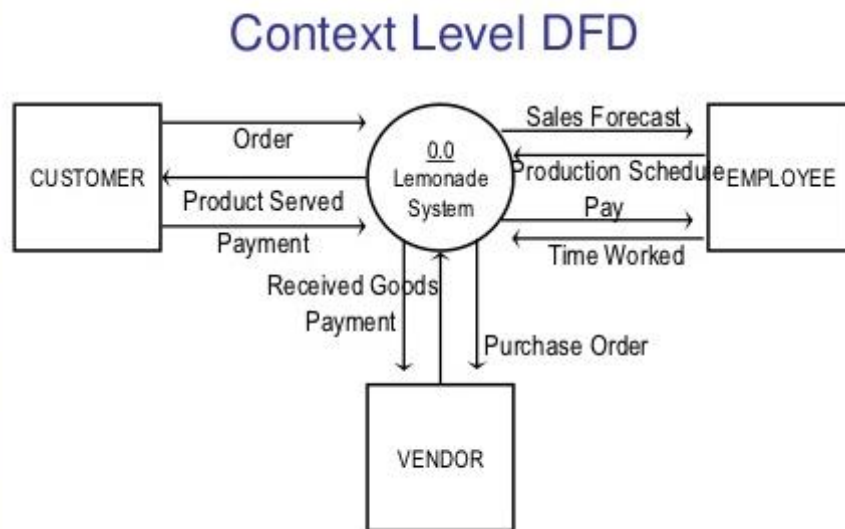 Context Level DFD
Order
Sales Forecast
0.0
CUSTOMER
Lemonade
Production Schedule
EMPLOYEE
Product Served
System
Pay
Payment
Time Worked
Received Goods
Payment
Purchase Order
VENDOR